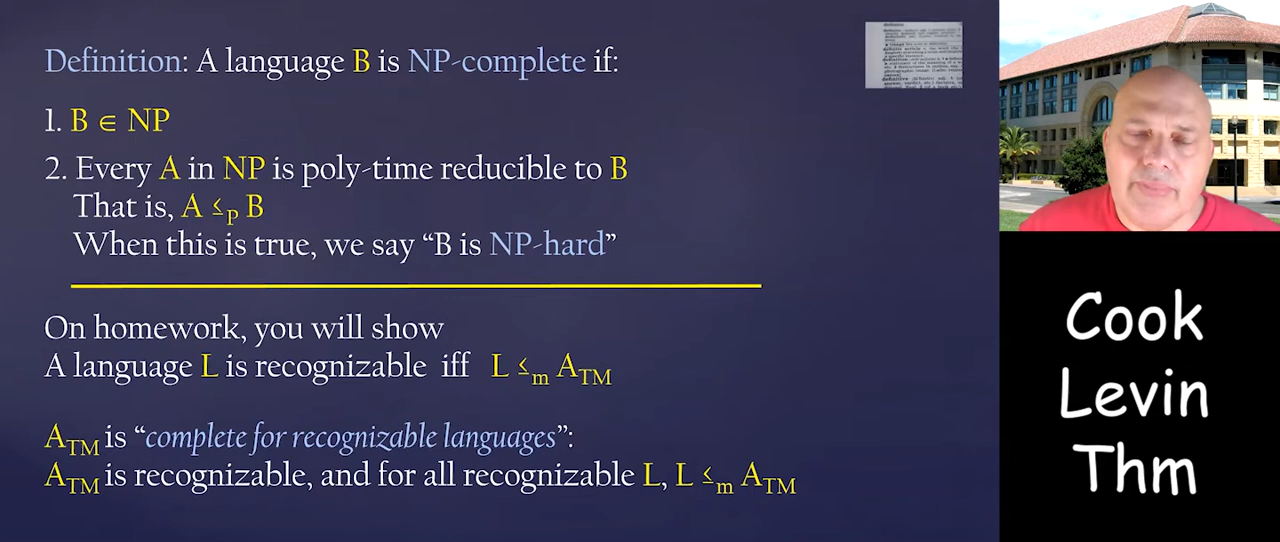 Definition: A language B is NP-complete if:
1. B ∈ NP
2. Every A in NP is poly-time reducible to B
That is, A ≤p B
When this is true, we say “B is NP-hard”
On homework, you will show
A language L is recognizable iff L ≤m ATM
ATM is “complete for recognizable languages”:
ATM is recognizable, and for all recognizable L, L ≤m ATM
Cook
Levin
Thm